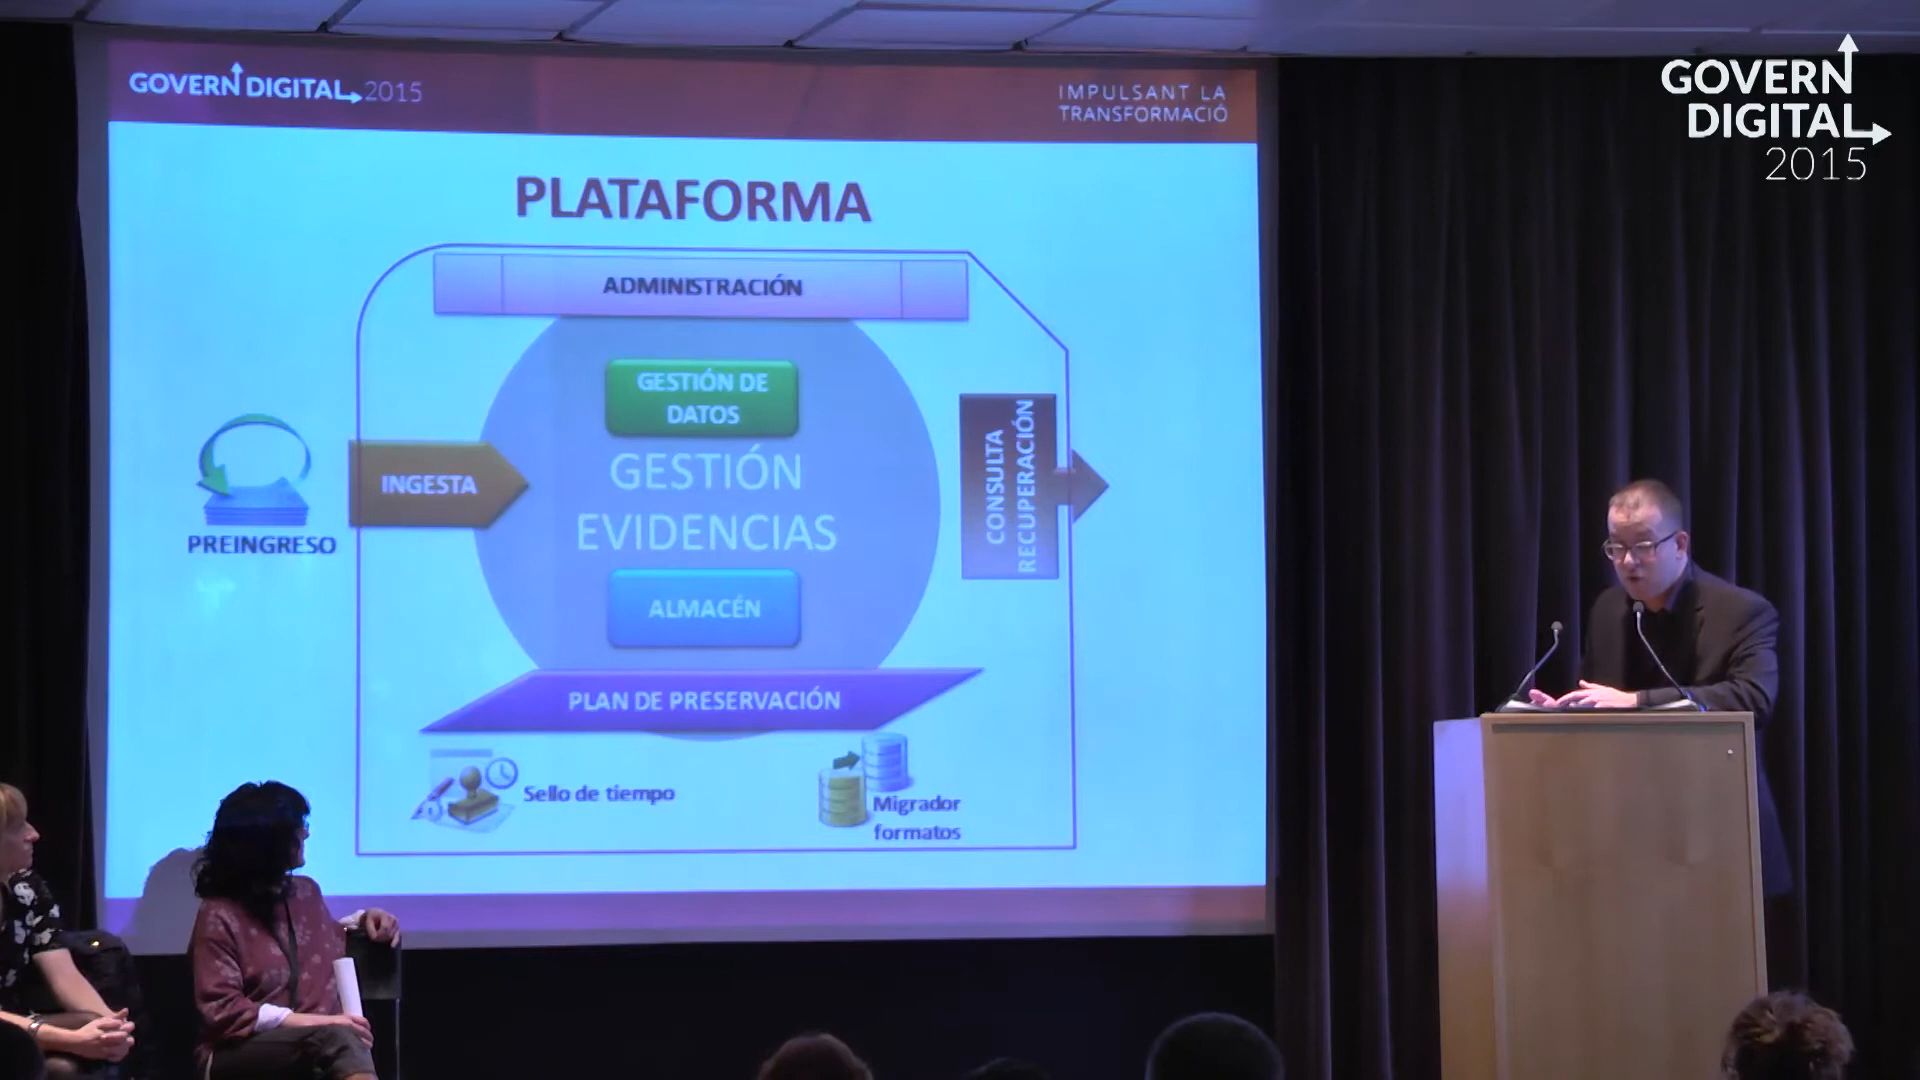 GOVERN DIGITAL 2015
IMPULSANT LA
TRANSFORMACIÓ
GOVERN
DIGITAL
2015
PLATAFORMA
ADMINISTRACIÓN
GESTIÓN DE
DATOS
GESTIÓN
EVIDENCIAS
INGESTA
PREINGRESO
CONSULTA
RECUPERACIÓN
ALMACÉN
PLAN DE PRESERVACIÓN
Sello de tiempo
Migrador
formatos